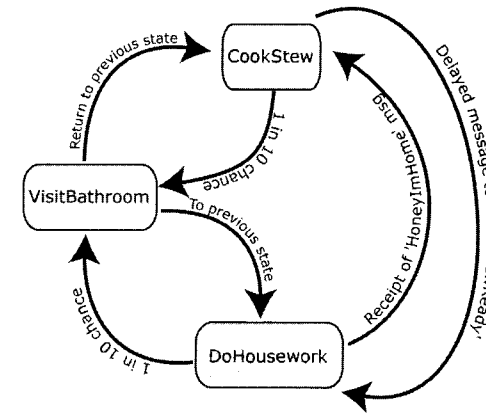 Return to previous state
CookStew
1 in 10 chance
VisitBathroom
To previous state
1 in 10 chance
DoHousework
Receipt of 'HoneyImHome' msg
Delayed message